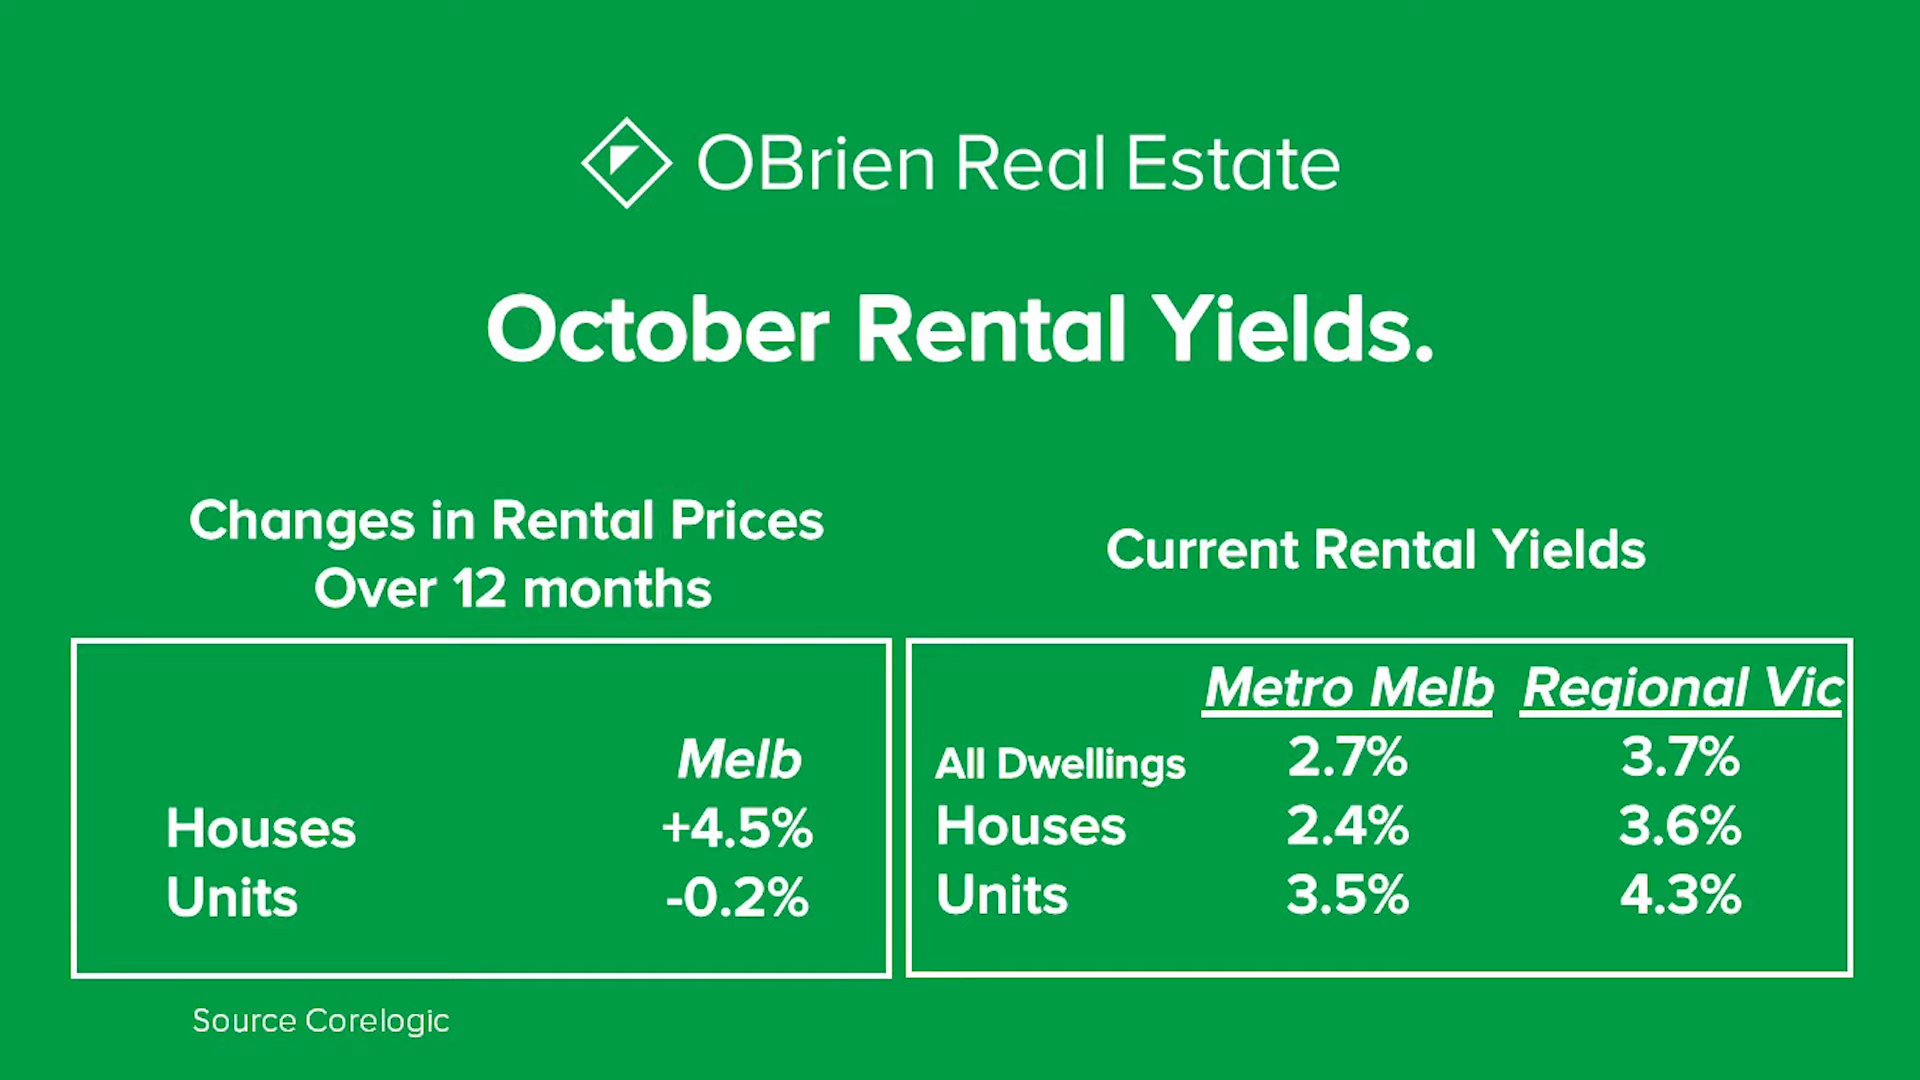 OBrien Real Estate
October Rental Yields.
Changes in Rental Prices
Over 12 months
Melb
Houses +4.5%
Units -0.2%
Current Rental Yields
Metro Melb Regional Vic
All Dwellings 2.7% 3.7%
Houses 2.4% 3.6%
Units 3.5% 4.3%
Source Corelogic